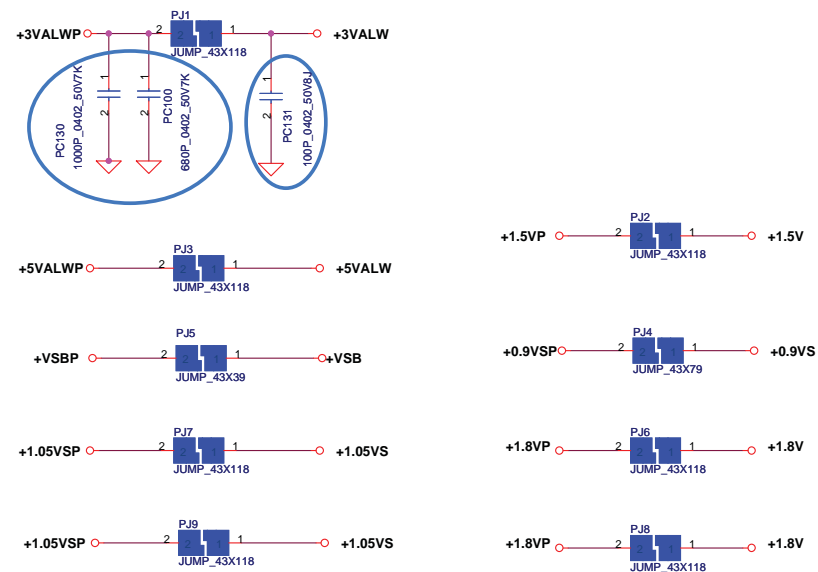 PJ1
+3VALWP 2 2 1 1 +3VALW
JUMP_43X118
1 2 PC130 1000P_0402_50V7K
1 2 PC100 680P_0402_50V7K
1 2 PC131 100P_0402_50V8J
PJ2
+1.5VP 2 2 1 1 +1.5V
JUMP_43X118
PJ3
+5VALWP 2 2 1 1 +5VALW
JUMP_43X118
PJ4
+0.9VSP 2 2 1 1 +0.9VS
JUMP_43X79
PJ5
+VSBP 2 2 1 1 +VSB
JUMP_43X39
PJ6
+1.8VP 2 2 1 1 +1.8V
JUMP_43X118
PJ7
+1.05VSP 2 2 1 1 +1.05VS
JUMP_43X118
PJ8
+1.8VP 2 2 1 1 +1.8V
JUMP_43X118
PJ9
+1.05VSP 2 2 1 1 +1.05VS
JUMP_43X118